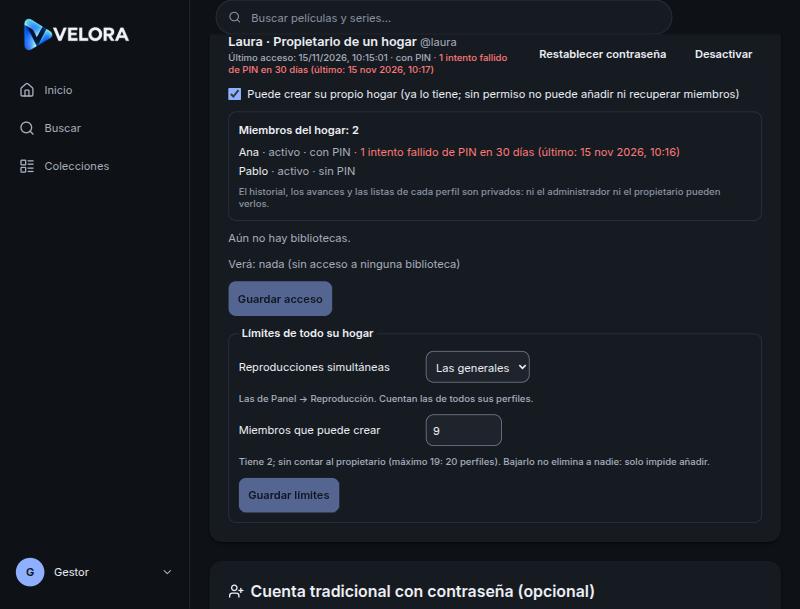 VELORA
Buscar películas y series...
Inicio
Buscar
Colecciones
Laura · Propietario de un hogar @laura
Último acceso: 15/11/2026, 10:15:01 · con PIN · 1 intento fallido
de PIN en 30 días (último: 15 nov 2026, 10:17)
Restablecer contraseña
Desactivar
Puede crear su propio hogar (ya lo tiene; sin permiso no puede añadir ni recuperar miembros)
Miembros del hogar: 2
Ana · activo · con PIN · 1 intento fallido de PIN en 30 días (último: 15 nov 2026, 10:16)
Pablo · activo · sin PIN
El historial, los avances y las listas de cada perfil son privados: ni el administrador ni el propietario pueden
verlos.
Aún no hay bibliotecas.
Verá: nada (sin acceso a ninguna biblioteca)
Guardar acceso
Límites de todo su hogar
Reproducciones simultáneas
Las generales
Las de Panel → Reproducción. Cuentan las de todos sus perfiles.
Miembros que puede crear
9
Tiene 2; sin contar al propietario (máximo 19: 20 perfiles). Bajarlo no elimina a nadie: solo impide añadir.
Guardar límites
G
Gestor
Cuenta tradicional con contraseña (opcional)